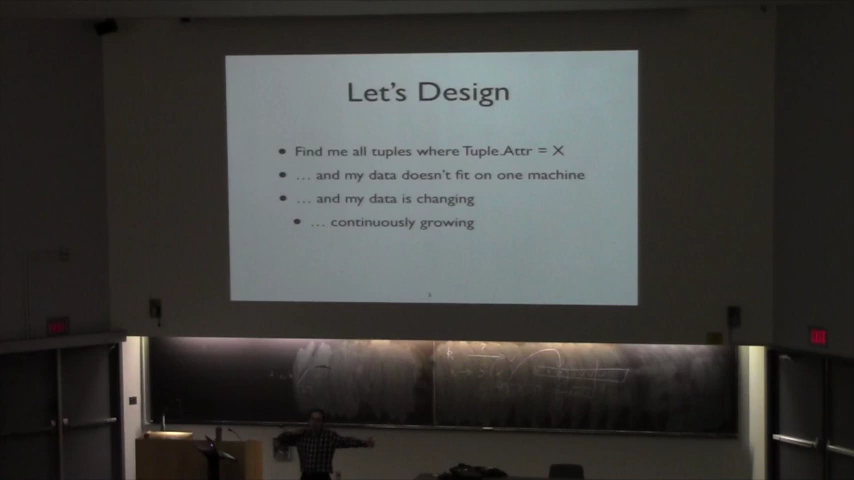 Let's Design
• Find me all tuples where Tuple.Attr = X
• … and my data doesn't fit on one machine
• … and my data is changing
• … continuously growing